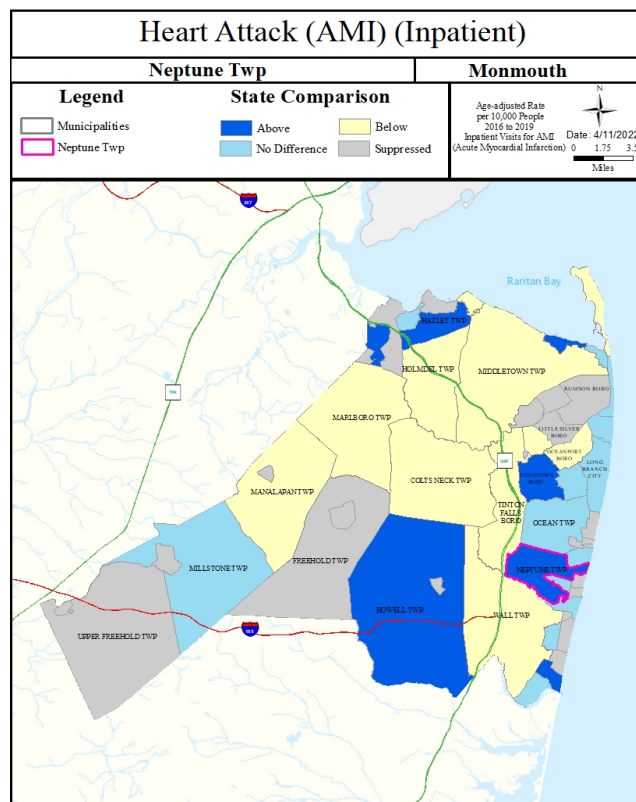 Heart Attack (AMI) (Inpatient)
Neptune Twp
Monmouth
Legend
Municipalities
Neptune Twp
State Comparison
Above
Below
No Difference
Suppressed
Age-adjusted Rate
per 10,000 People
2016 to 2019
Inpatient Visits for AMI
(Acute Myocardial Infarction)
N
Date: 4/11/2022
0 1.75 3.5
Miles
287
Raritan Bay
HAZLET TWP
HOLMDEL TWP
MIDDLETOWN TWP
RUMSON BORO
MARLBORO TWP
LITTLE SILVER
BORO
OCEANPORT
BORO
LONG
BRANCH
CITY
GSP
COLTS NECK TWP
MANALAPAN TWP
TINTON
FALLS
BORO
OCEAN TWP
FREEHOLD TWP
MILLSTONE TWP
NEPTUNE TWP
HOWELL TWP
WALL TWP
UPPER FREEHOLD TWP
195